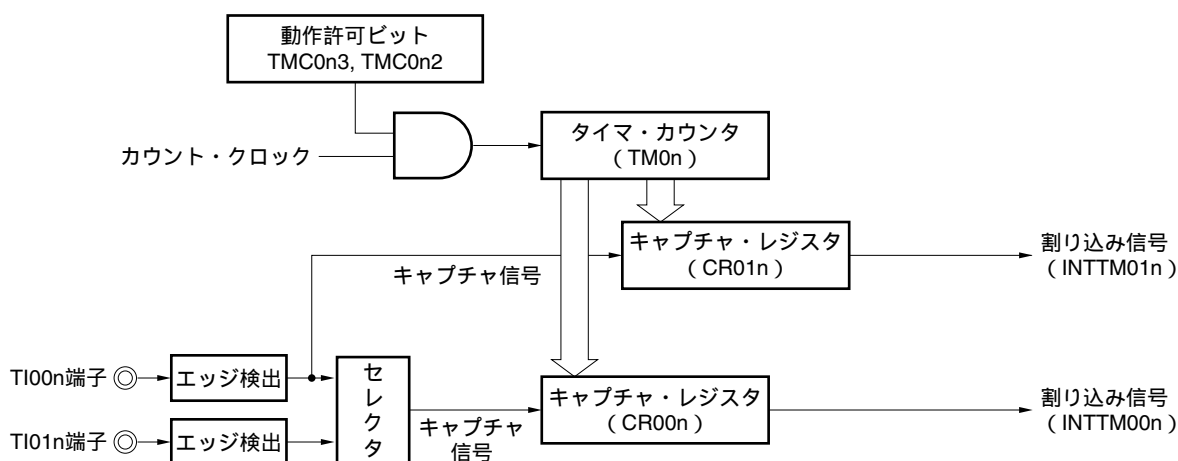 動作許可ビット
TMC0n3, TMC0n2
カウント・クロック
タイマ・カウンタ
（TM0n）
キャプチャ・レジスタ
（CR01n）
割り込み信号
（INTTM01n）
キャプチャ信号
TI00n端子
エッジ検出
セレクタ
キャプチャ・レジスタ
（CR00n）
割り込み信号
（INTTM00n）
TI01n端子
エッジ検出
キャプチャ
信号